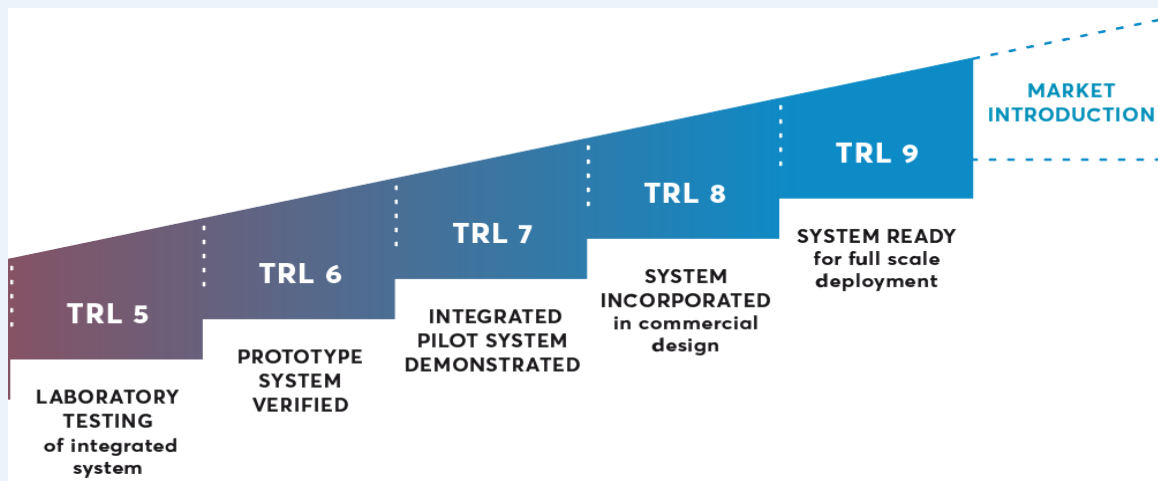 TRL 5
LABORATORY
TESTING
of integrated
system
TRL 6
PROTOTYPE
SYSTEM
VERIFIED
TRL 7
INTEGRATED
PILOT SYSTEM
DEMONSTRATED
TRL 8
SYSTEM
INCORPORATED
in commercial
design
TRL 9
SYSTEM READY
for full scale
deployment
MARKET
INTRODUCTION